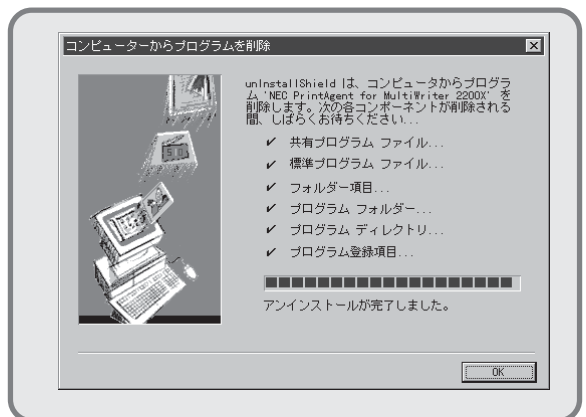 コンピューターからプログラムを削除
unInstallShield は、コンピュータからプログラ
ム 'NEC PrintAgent for MultiWriter 2200X' を
削除します。次の各コンポーネントが削除される
間、しばらくお待ちください...
✔ 共有プログラム ファイル...
✔ 標準プログラム ファイル...
✔ フォルダー項目...
✔ プログラム フォルダー...
✔ プログラム ディレクトリ...
✔ プログラム登録項目...
アンインストールが完了しました。
OK